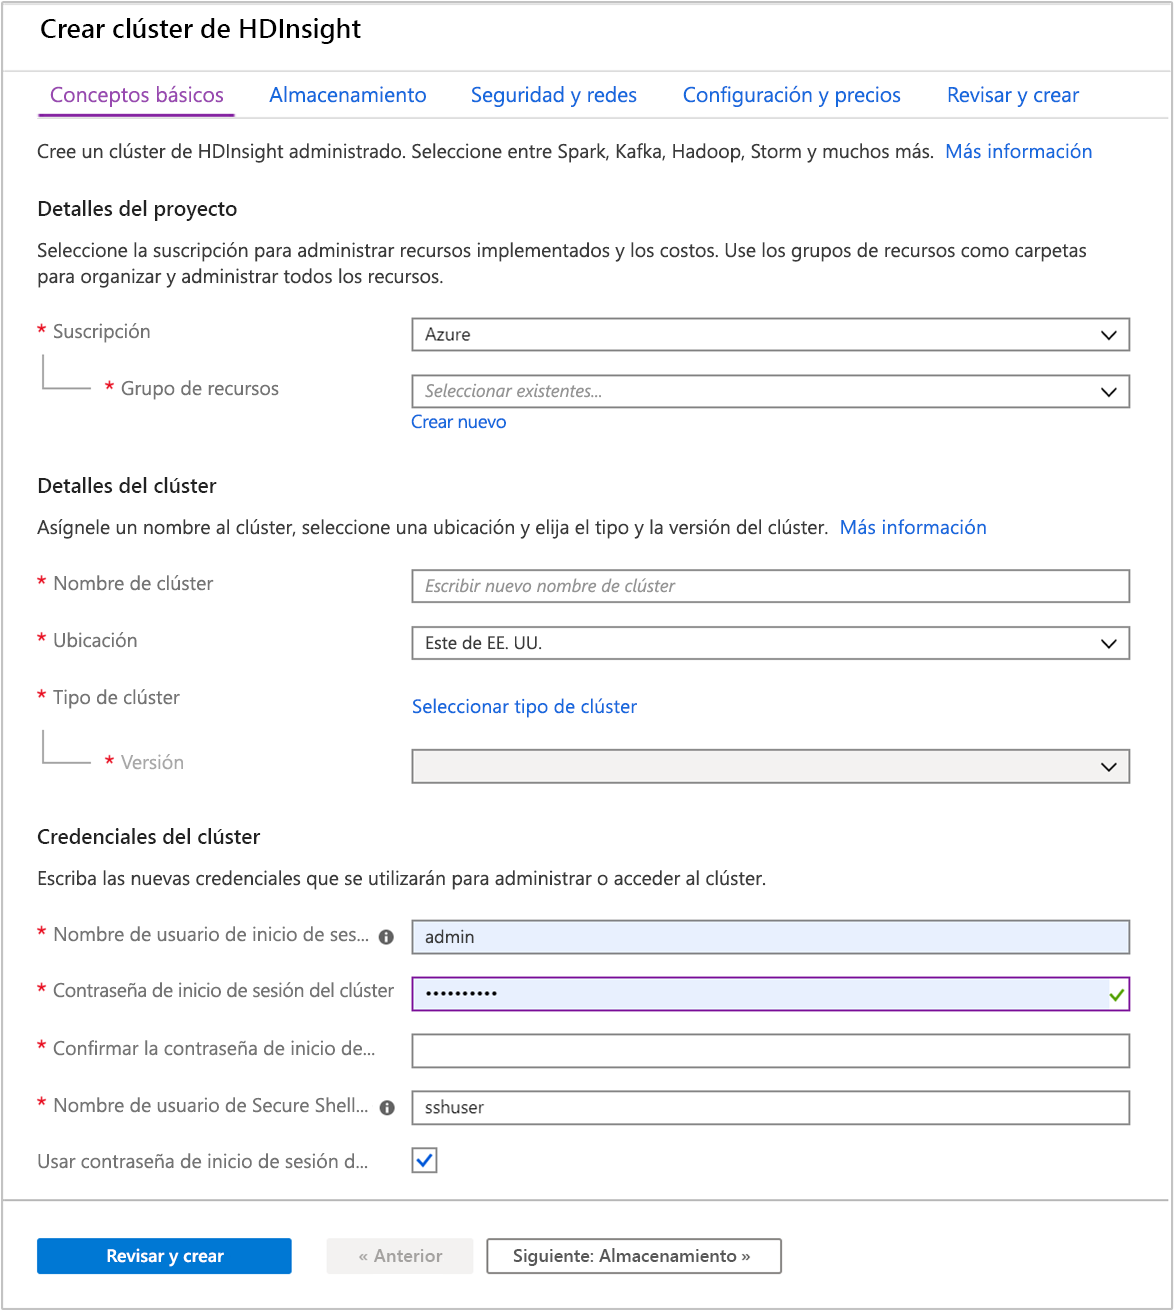 Crear clúster de HDInsight
Conceptos básicos Almacenamiento Seguridad y redes Configuración y precios Revisar y crear
Cree un clúster de HDInsight administrado. Seleccione entre Spark, Kafka, Hadoop, Storm y muchos más. Más información
Detalles del proyecto
Seleccione la suscripción para administrar recursos implementados y los costos. Use los grupos de recursos como carpetas
para organizar y administrar todos los recursos.
* Suscripción Azure
* Grupo de recursos Seleccionar existentes...
Crear nuevo
Detalles del clúster
Asígnele un nombre al clúster, seleccione una ubicación y elija el tipo y la versión del clúster. Más información
* Nombre de clúster Escribir nuevo nombre de clúster
* Ubicación Este de EE. UU.
* Tipo de clúster Seleccionar tipo de clúster
* Versión
Credenciales del clúster
Escriba las nuevas credenciales que se utilizarán para administrar o acceder al clúster.
* Nombre de usuario de inicio de ses... admin
* Contraseña de inicio de sesión del clúster ••••••••••
* Confirmar la contraseña de inicio de...
* Nombre de usuario de Secure Shell... sshuser
Usar contraseña de inicio de sesión d...
Revisar y crear « Anterior Siguiente: Almacenamiento »